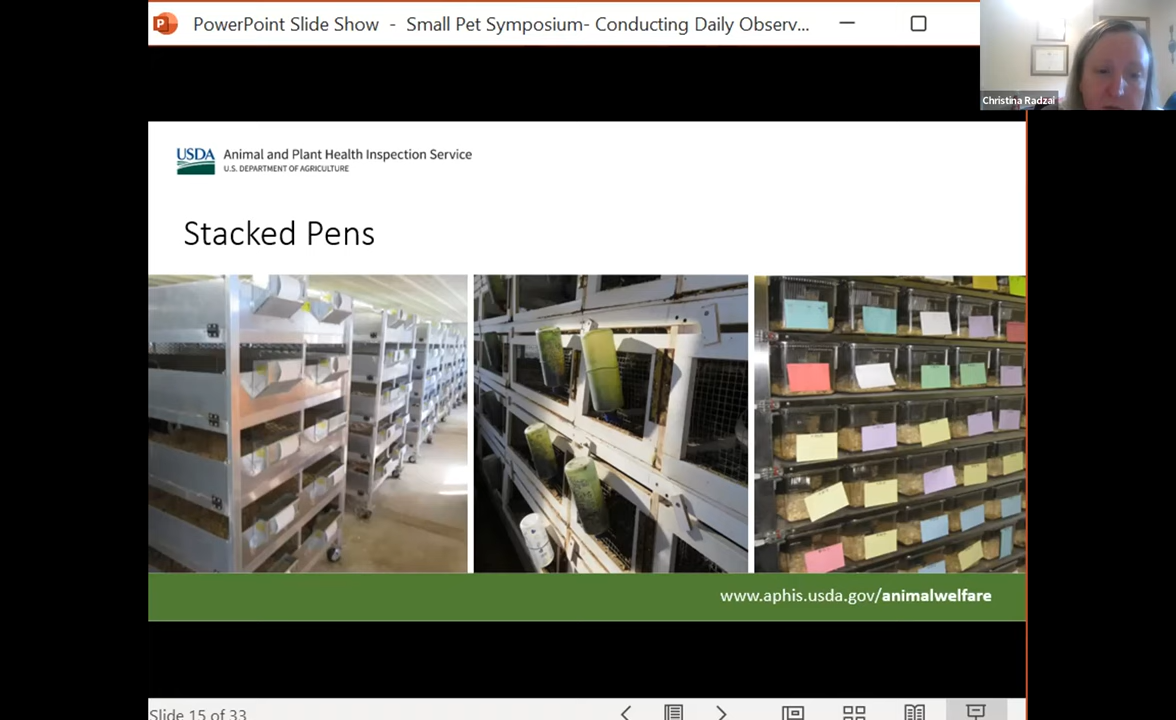 PowerPoint Slide Show - Small Pet Symposium- Conducting Daily Observ...
Christina Radzai
USDA
Animal and Plant Health Inspection Service
U.S. DEPARTMENT OF AGRICULTURE
Stacked Pens
www.aphis.usda.gov/animalwelfare
Slide 15 of 33